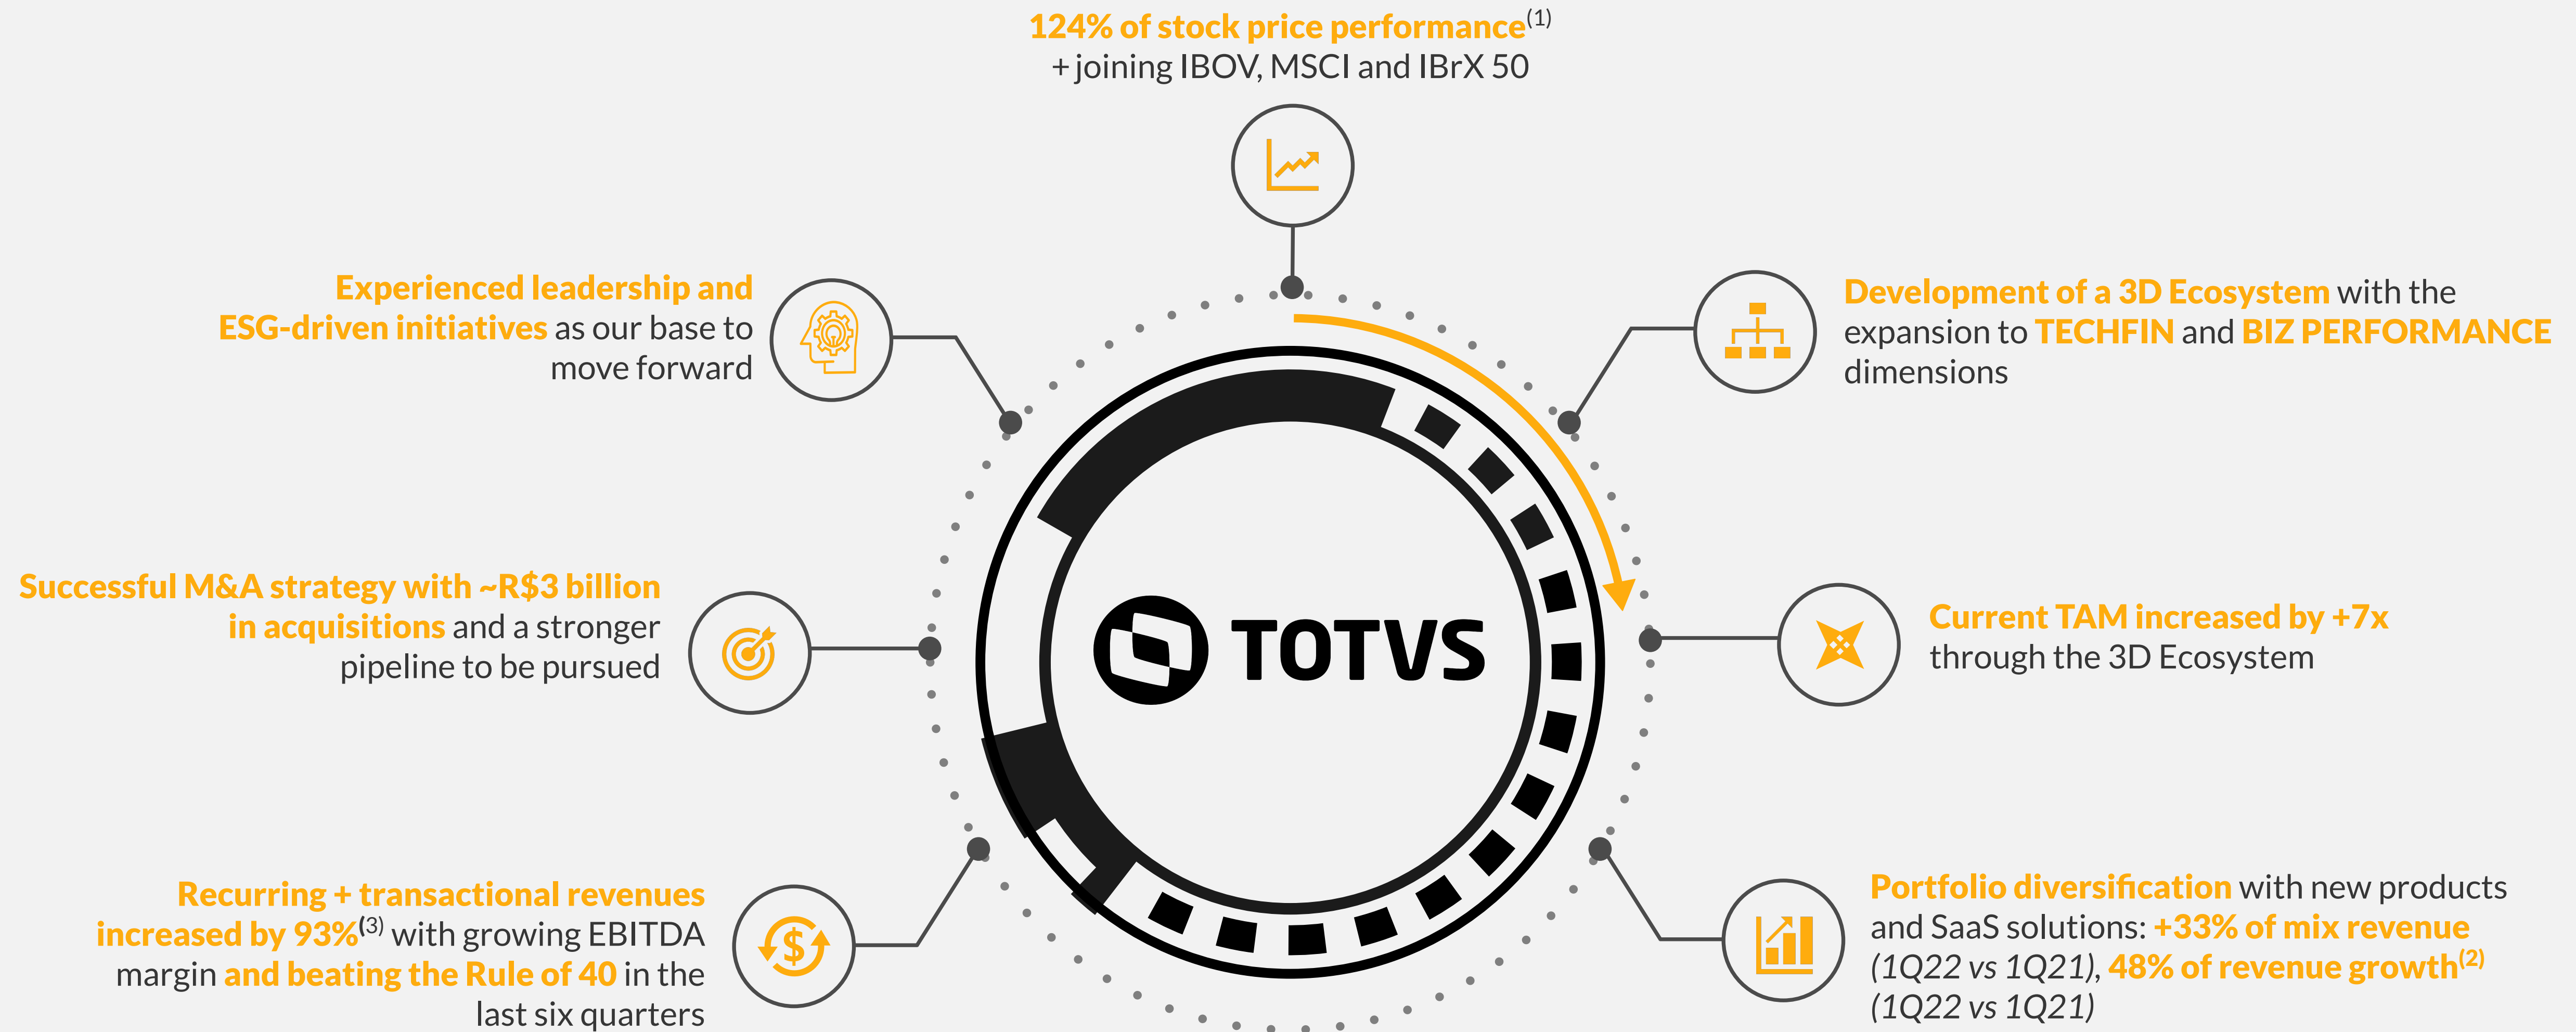 124% of stock price performance(1)
+ joining IBOV, MSCI and IBrX 50
Experienced leadership and
ESG-driven initiatives as our base to
move forward
Development of a 3D Ecosystem with the
expansion to TECHFIN and BIZ PERFORMANCE
dimensions
Successful M&A strategy with ~R$3 billion
in acquisitions and a stronger
pipeline to be pursued
TOTVS
Current TAM increased by +7x
through the 3D Ecosystem
Recurring + transactional revenues
increased by 93%(3) with growing EBITDA
margin and beating the Rule of 40 in the
last six quarters
$
Portfolio diversification with new products
and SaaS solutions: +33% of mix revenue
(1Q22 vs 1Q21), 48% of revenue growth(2)
(1Q22 vs 1Q21)